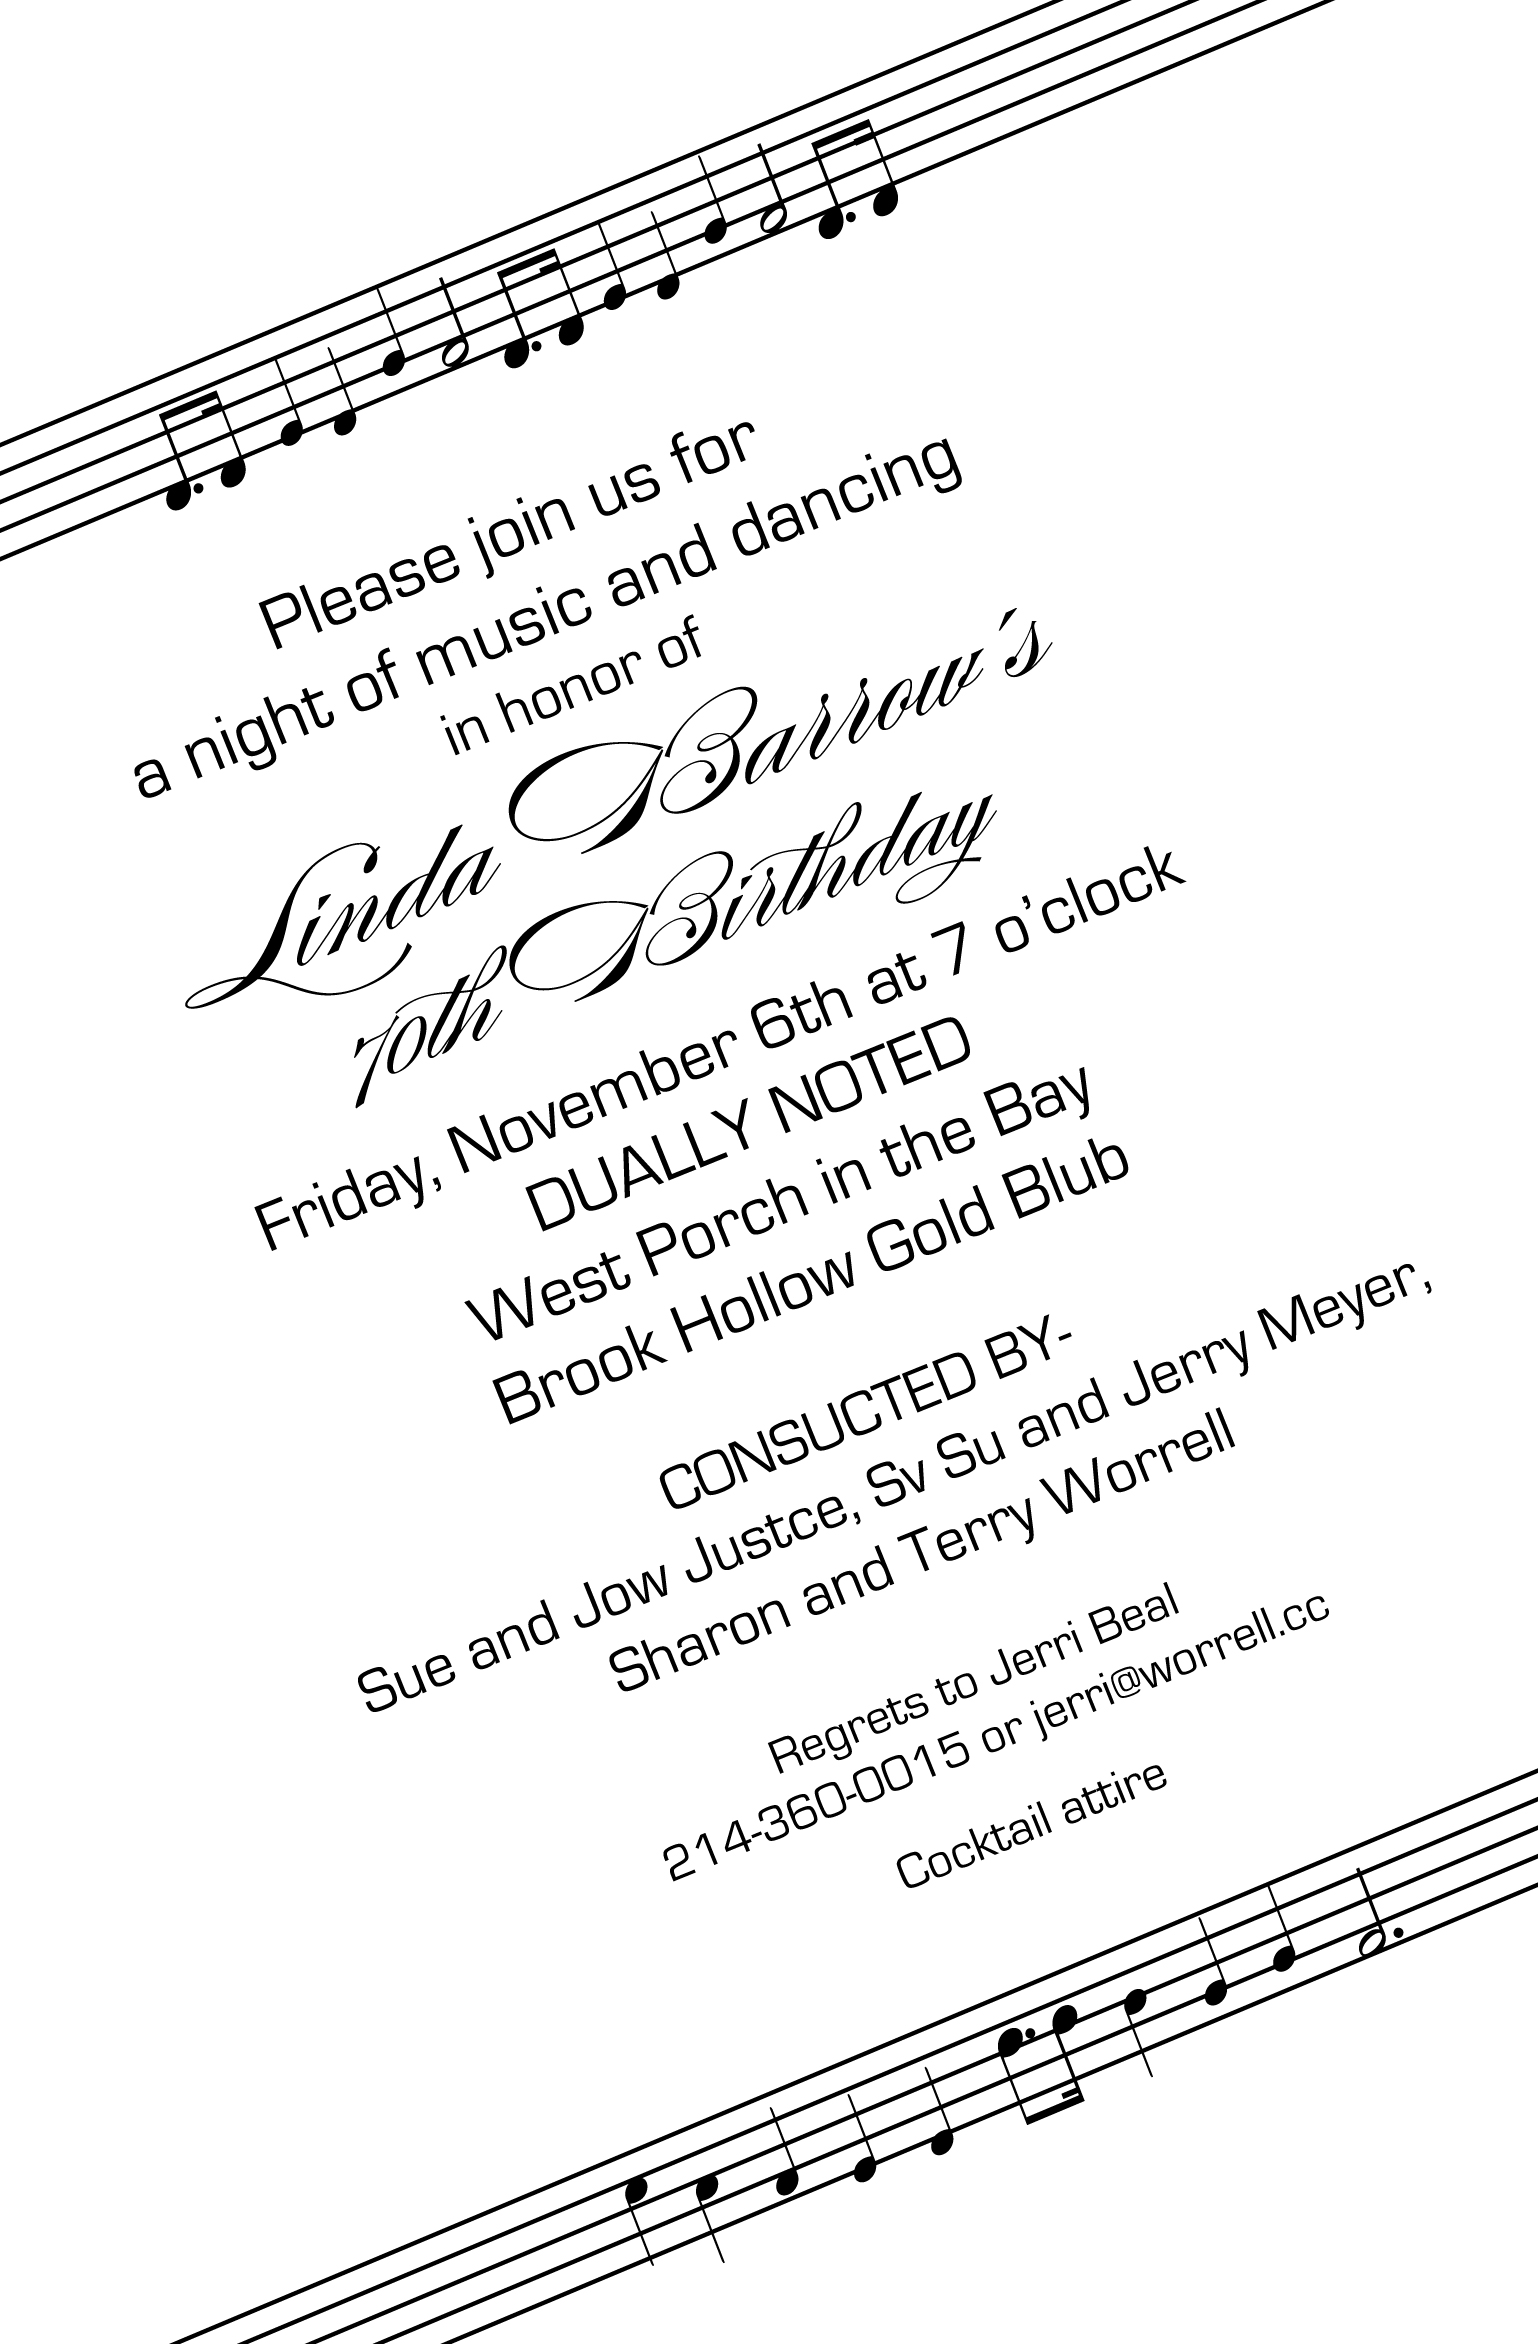 Please join us for
a night of music and dancing
in honor of
Linda Barrow's
70th Birthday
Friday, November 6th at 7 o'clock
DUALLY NOTED
West Porch in the Bay
Brook Hollow Gold Blub
CONSUCTED BY-
Sue and Jow Justce, Sv Su and Jerry Meyer,
Sharon and Terry Worrell
Regrets to Jerri Beal
214-360-0015 or jerri@worrell.cc
Cocktail attire